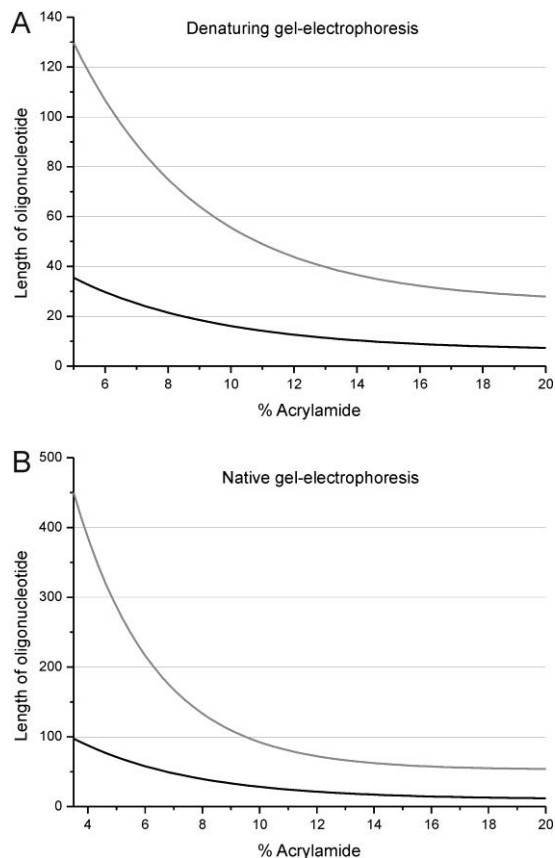 A
Denaturing gel-electrophoresis
Length of oligonucleotide
140
120
100
80
60
40
20
0
6 8 10 12 14 16 18 20
% Acrylamide
B
Native gel-electrophoresis
Length of oligonucleotide
500
400
300
200
100
0
4 6 8 10 12 14 16 18 20
% Acrylamide